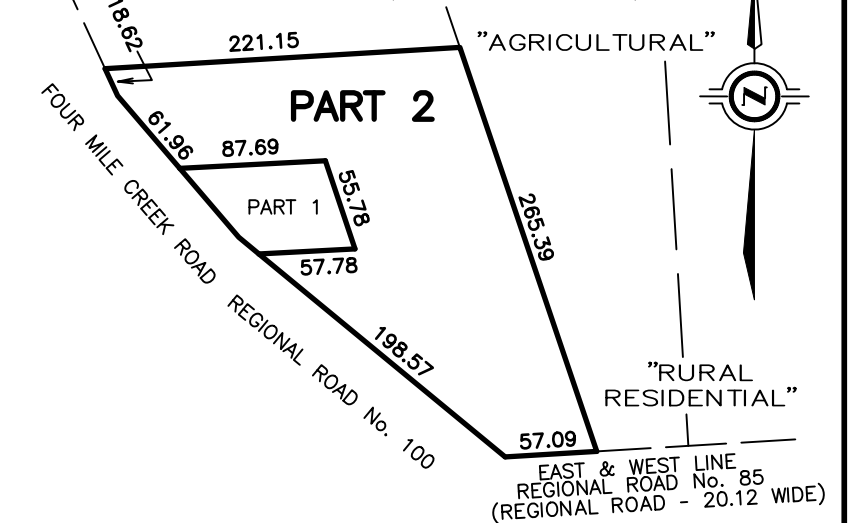 18.62
221.15
"AGRICULTURAL"
PART 2
N
61.96
87.69
55.78
PART 1
57.78
265.39
FOUR MILE CREEK ROAD REGIONAL ROAD No. 100
198.57
"RURAL
RESIDENTIAL"
57.09
EAST & WEST LINE
REGIONAL ROAD No. 85
(REGIONAL ROAD - 20.12 WIDE)